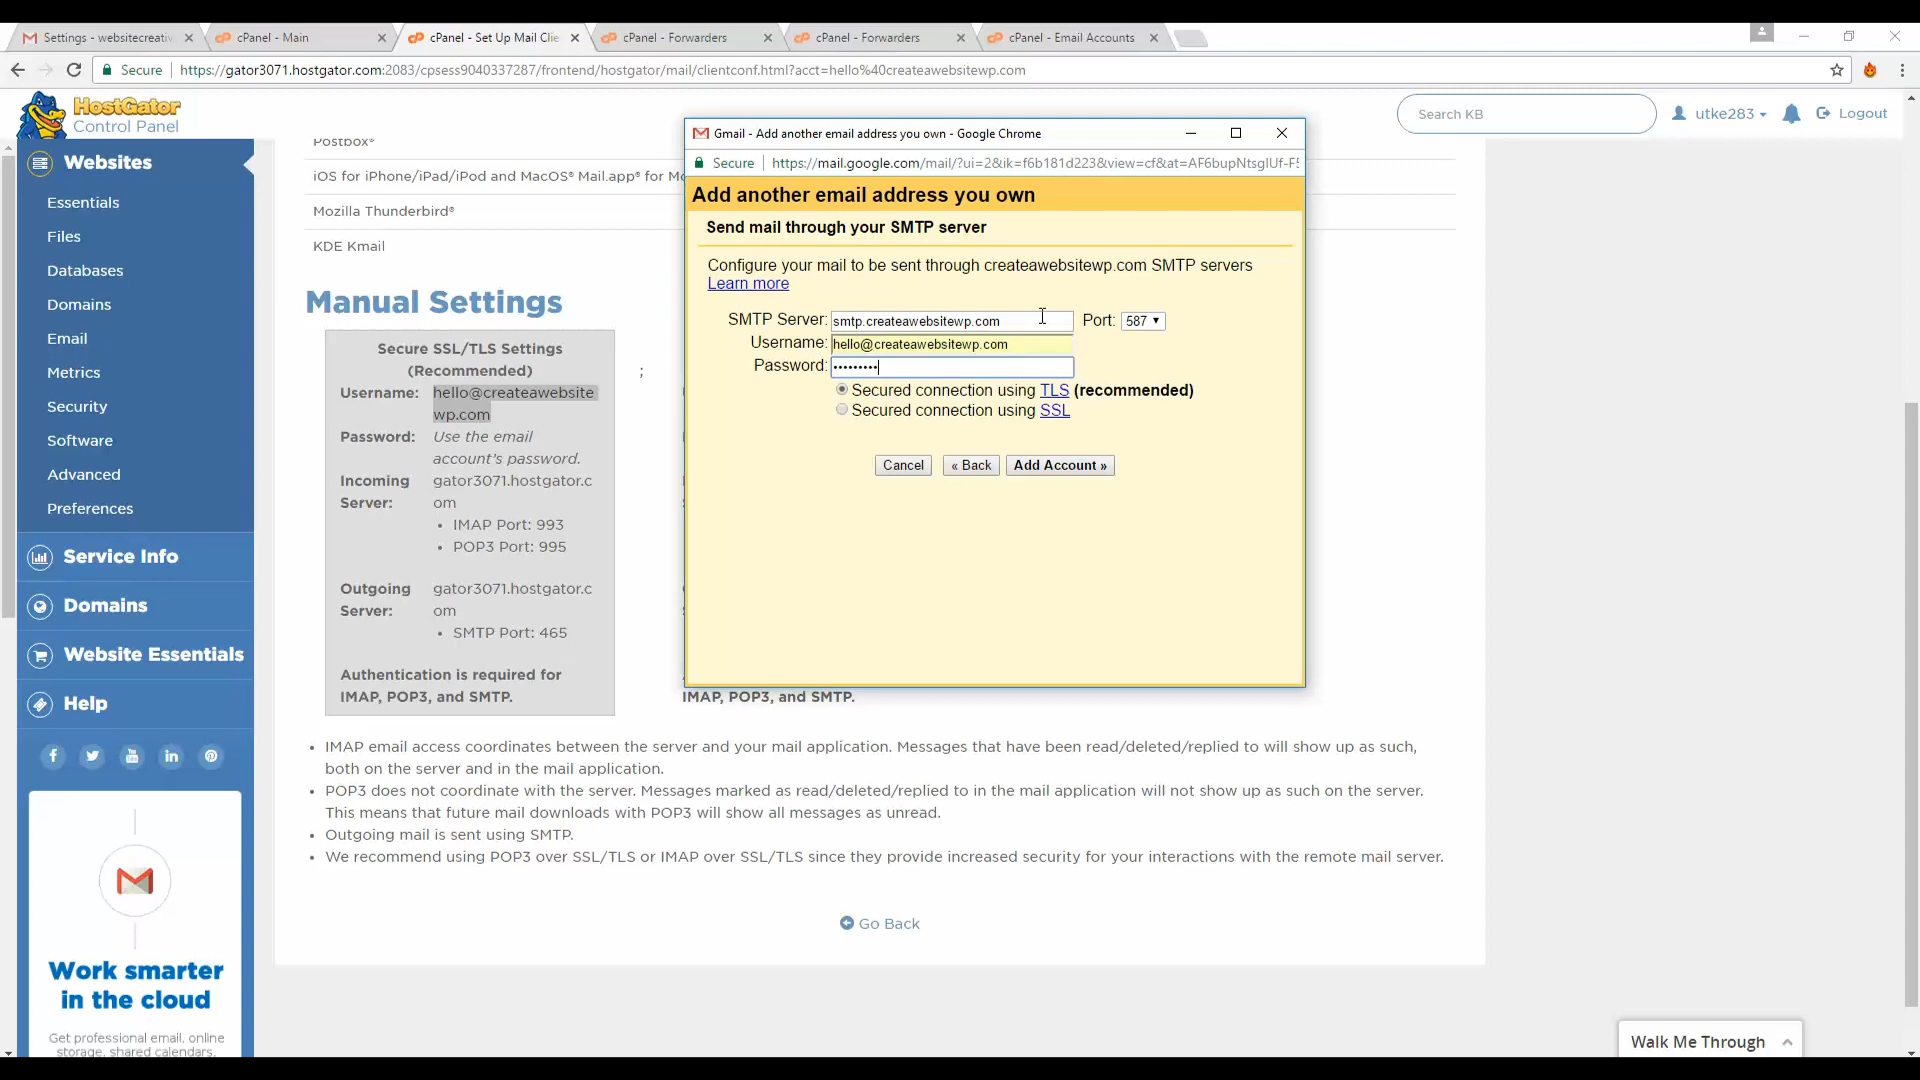 Settings - websitecreativ
cPanel - Main
cPanel - Set Up Mail Clie
cPanel - Forwarders
cPanel - Forwarders
cPanel - Email Accounts
Secure
https://gator3071.hostgator.com:2083/cpsess9040337287/frontend/hostgator/mail/clientconf.html?acct=hello%40createawebsitewp.com
HostGator
Control Panel
Search KB
utke283
Logout
Websites
Essentials
Files
Databases
Domains
Email
Metrics
Security
Software
Advanced
Preferences
Service Info
Domains
Website Essentials
Help
Work smarter
in the cloud
Get professional email, online
storage, shared calendars,
Postbox®
iOS for iPhone/iPad/iPod and MacOS® Mail.app® for Mo
Mozilla Thunderbird®
KDE Kmail
Manual Settings
Secure SSL/TLS Settings
(Recommended)
Username: hello@createawebsite
wp.com
Password: Use the email
account's password.
Incoming gator3071.hostgator.c
Server: om
• IMAP Port: 993
• POP3 Port: 995
Outgoing gator3071.hostgator.c
Server: om
• SMTP Port: 465
Authentication is required for
IMAP, POP3, and SMTP.
;
IMAP, POP3, and SMTP.
Gmail - Add another email address you own - Google Chrome
Secure
https://mail.google.com/mail/?ui=2&ik=f6b181d223&view=cf&at=AF6bupNtsglUf-F5
Add another email address you own
Send mail through your SMTP server
Configure your mail to be sent through createawebsitewp.com SMTP servers
Learn more
SMTP Server: smtp.createawebsitewp.com Port: 587
Username: hello@createawebsitewp.com
Password: •••••••••
Secured connection using TLS (recommended)
Secured connection using SSL
Cancel
« Back
Add Account »
• IMAP email access coordinates between the server and your mail application. Messages that have been read/deleted/replied to will show up as such,
both on the server and in the mail application.
• POP3 does not coordinate with the server. Messages marked as read/deleted/replied to in the mail application will not show up as such on the server.
This means that future mail downloads with POP3 will show all messages as unread.
• Outgoing mail is sent using SMTP.
• We recommend using POP3 over SSL/TLS or IMAP over SSL/TLS since they provide increased security for your interactions with the remote mail server.
Go Back
Walk Me Through